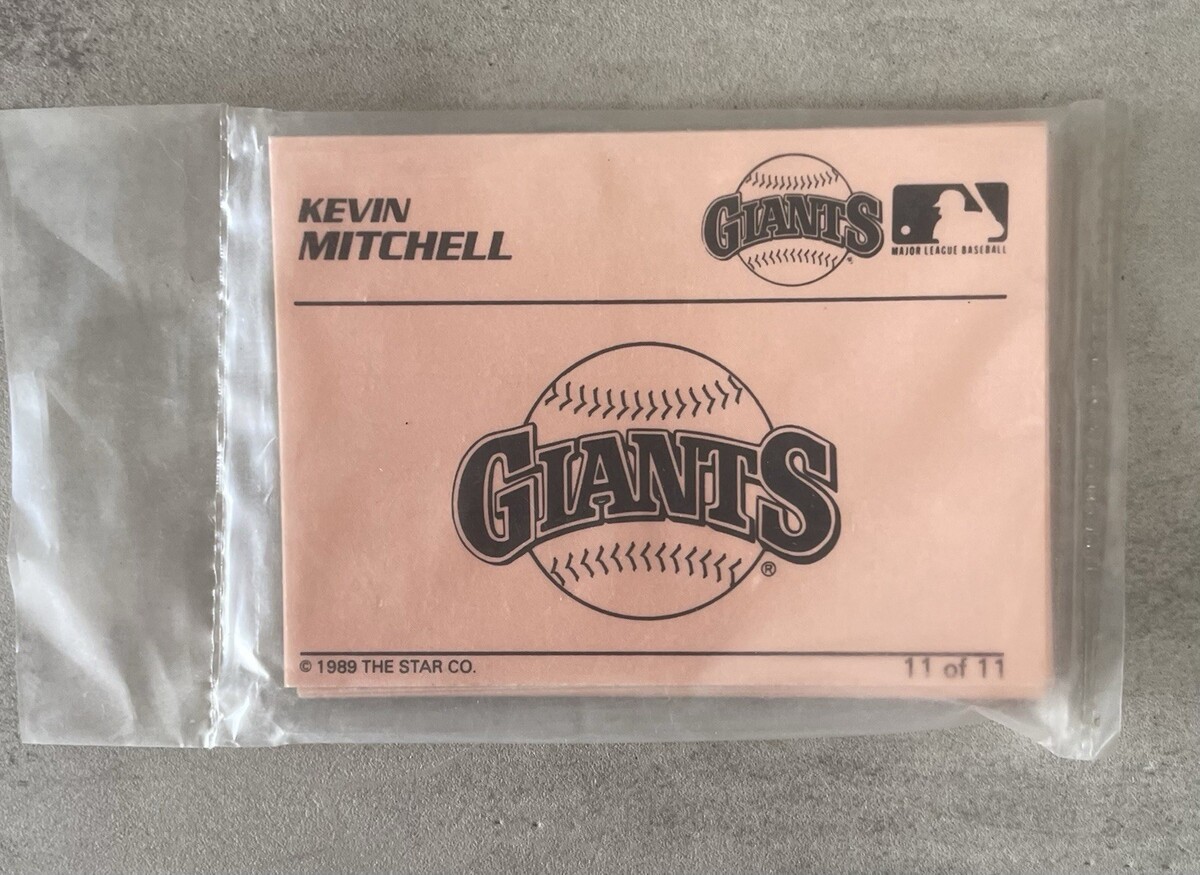 KEVIN
MITCHELL
GIANTS
MAJOR LEAGUE BASEBALL
GIANTS
®
© 1989 THE STAR CO.
11 of 11